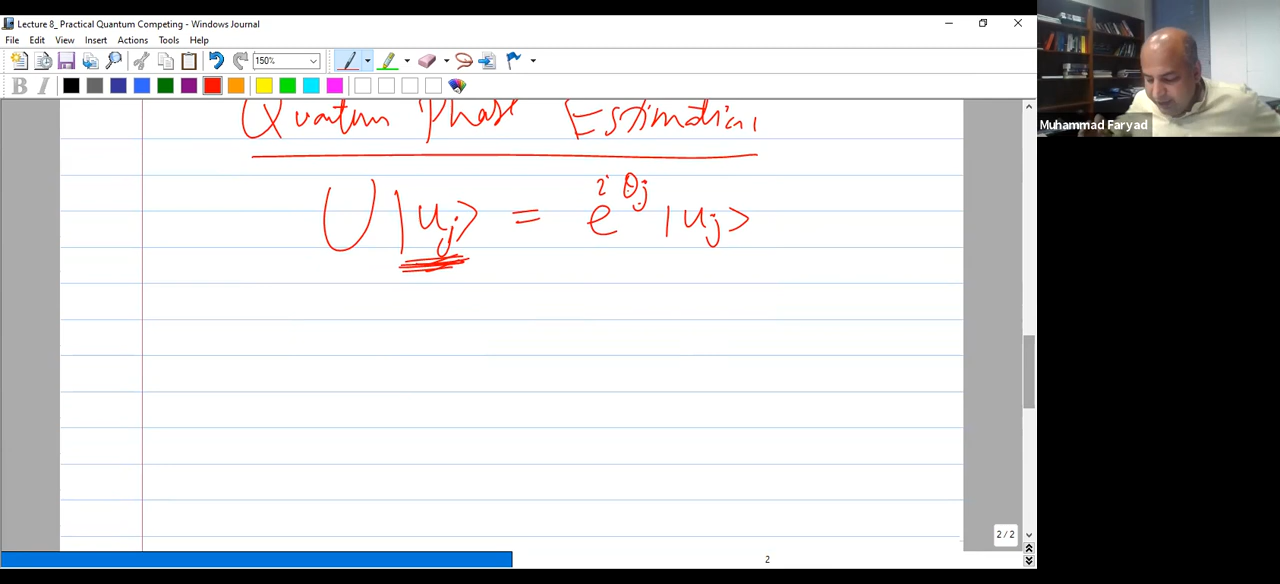 Lecture 8_ Practical Quantum Competing - Windows Journal
File Edit View Insert Actions Tools Help
150%
B I
Muhammad Faryad
Quantum Phase Estimation
U|uj> = e^{iθj} |uj>
2 / 2
2